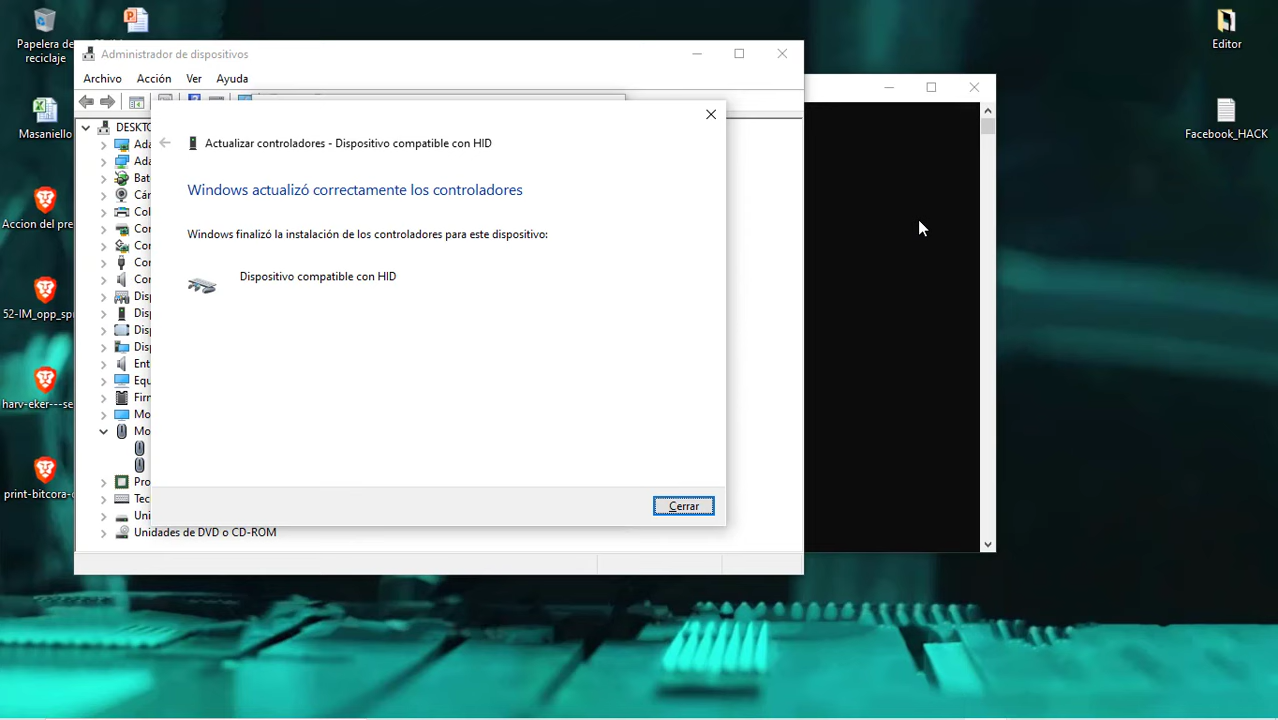 Papelera de
reciclaje
Masaniello
Accion del pre
52-IM_opp_spr
harv-eker---se
print-bitcora-c
Administrador de dispositivos
Archivo Acción Ver Ayuda
DESKTO
Ada
Ada
Bat
Cár
Col
Cor
Cor
Cor
Cor
Disp
Disp
Disp
Disp
Ent
Equ
Firn
Mo
Mo
Pro
Tec
Uni
Unidades de DVD o CD-ROM
Actualizar controladores - Dispositivo compatible con HID
Windows actualizó correctamente los controladores
Windows finalizó la instalación de los controladores para este dispositivo:
Dispositivo compatible con HID
Cerrar
Editor
Facebook_HACK